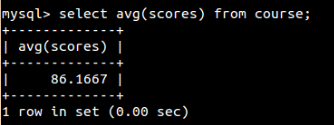 mysql> select avg(scores) from course;
+-------------+
| avg(scores) |
+-------------+
|     86.1667 |
+-------------+
1 row in set (0.00 sec)